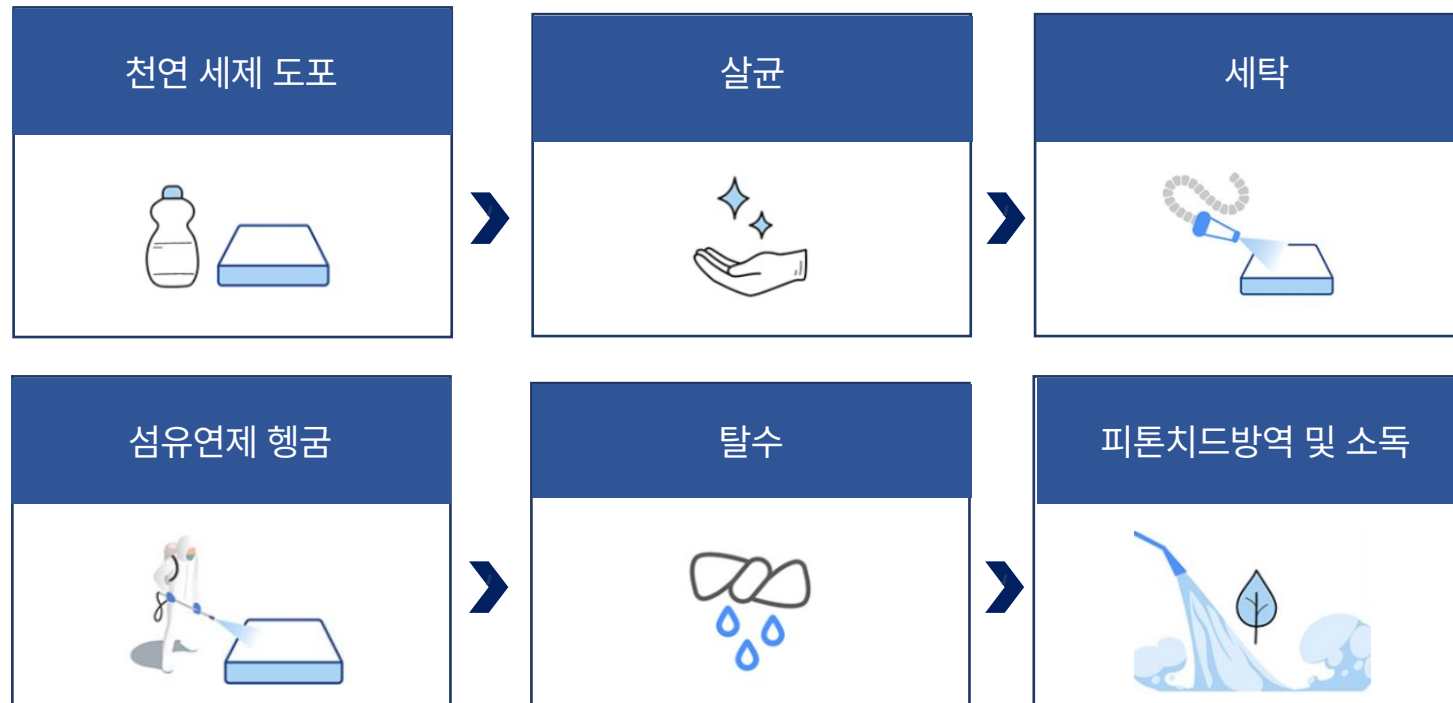 천연 세제 도포
살균
세탁
섬유연제 헹굼
탈수
피톤치드방역 및 소독